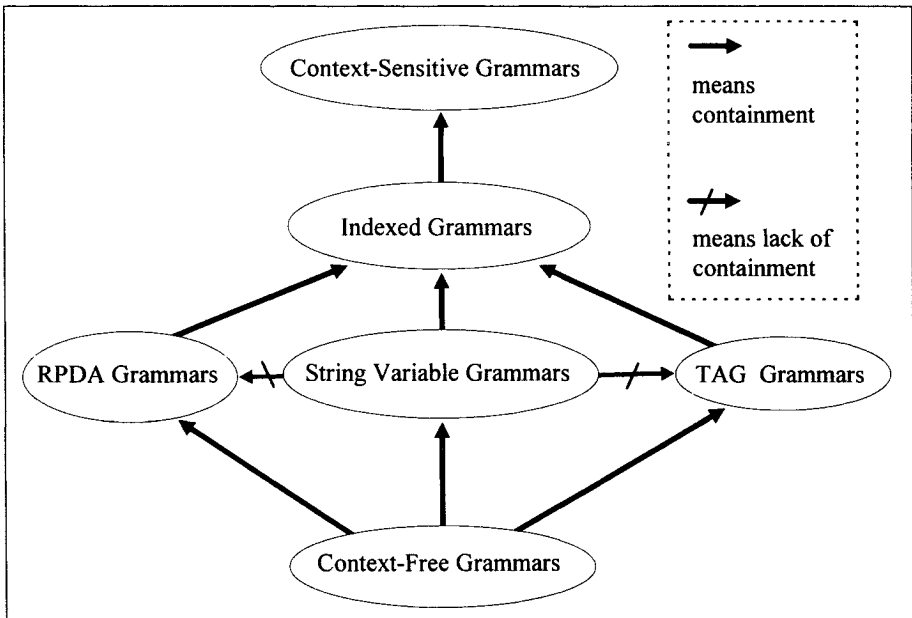 Context-Sensitive Grammars
means
containment
Indexed Grammars
means lack of
containment
RPDA Grammars
String Variable Grammars
TAG Grammars
Context-Free Grammars